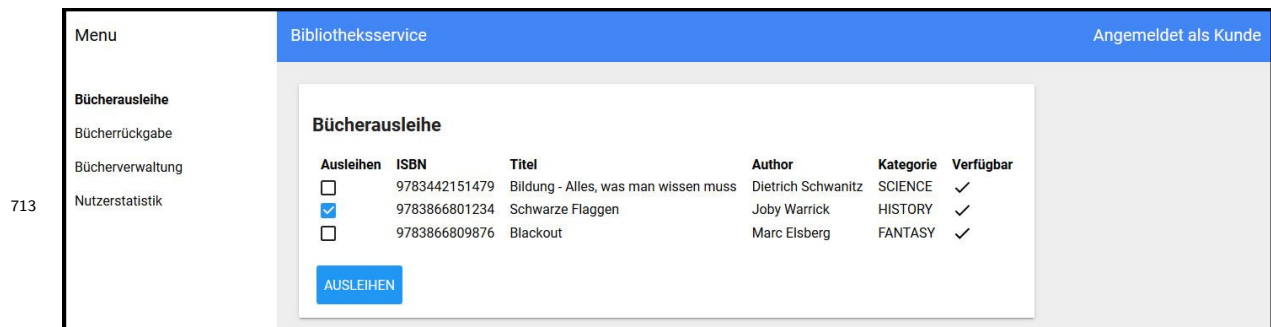 Menu
Bibliotheksservice
Angemeldet als Kunde
Bücherausleihe
Bücherrückgabe
Bücherverwaltung
Nutzerstatistik
713
Bücherausleihe
Ausleihen ISBN Titel Author Kategorie Verfügbar
9783442151479 Bildung - Alles, was man wissen muss Dietrich Schwanitz SCIENCE ✓
9783866801234 Schwarze Flaggen Joby Warrick HISTORY ✓
9783866809876 Blackout Marc Elsberg FANTASY ✓
AUSLEIHEN